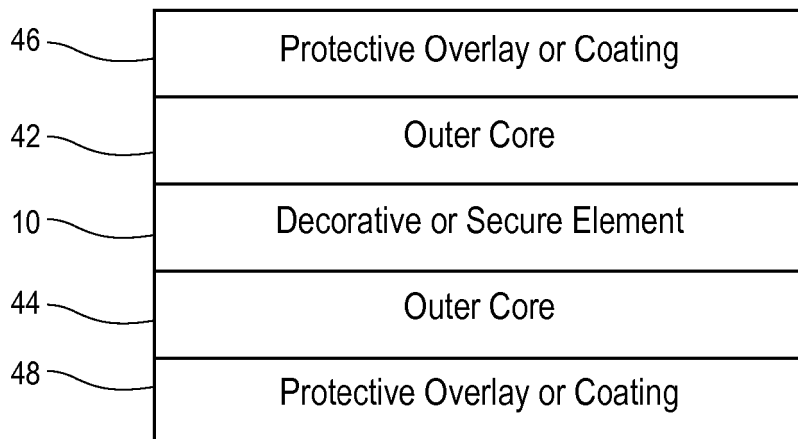 46 Protective Overlay or Coating
42 Outer Core
10 Decorative or Secure Element
44 Outer Core
48 Protective Overlay or Coating